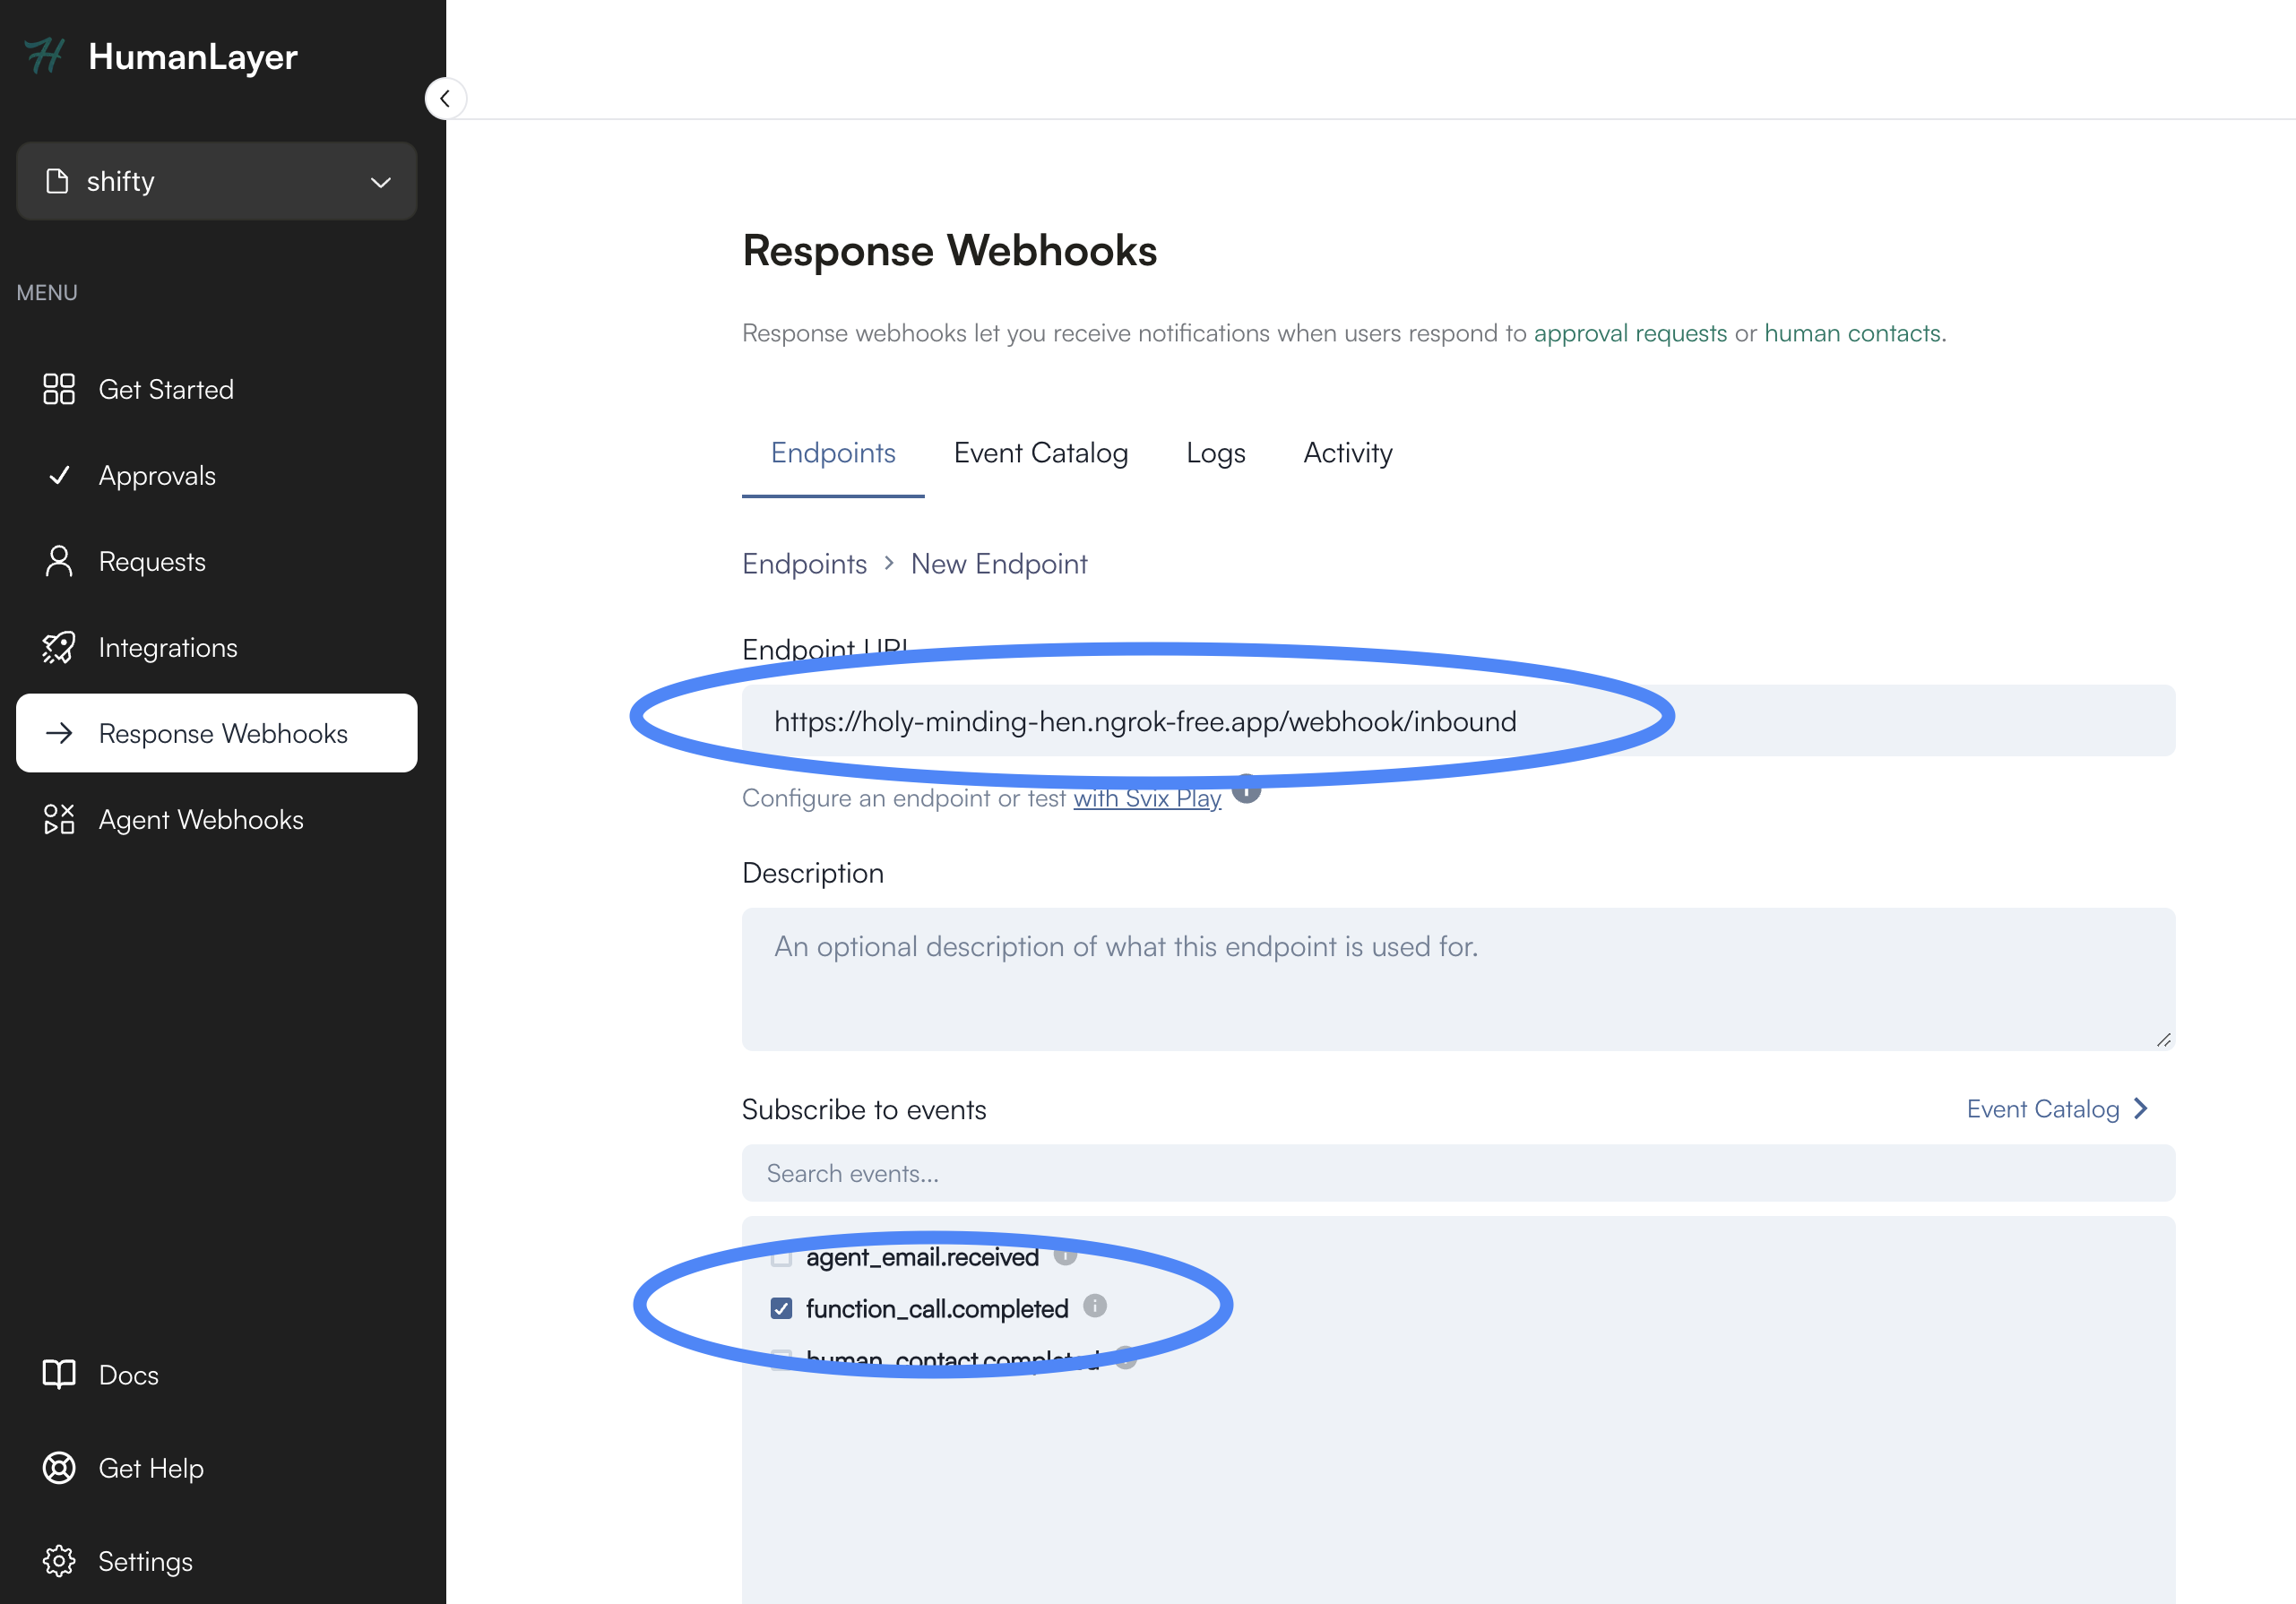 HumanLayer
shifty
MENU
Get Started
Approvals
Requests
Integrations
Response Webhooks
Agent Webhooks
Docs
Get Help
Settings
Response Webhooks
Response webhooks let you receive notifications when users respond to approval requests or human contacts.
Endpoints Event Catalog Logs Activity
Endpoints > New Endpoint
Endpoint URL
https://holy-minding-hen.ngrok-free.app/webhook/inbound
Configure an endpoint or test with Svix Play
Description
An optional description of what this endpoint is used for.
Subscribe to events
Event Catalog
Search events...
agent_email.received
function_call.completed
human_contact.completed